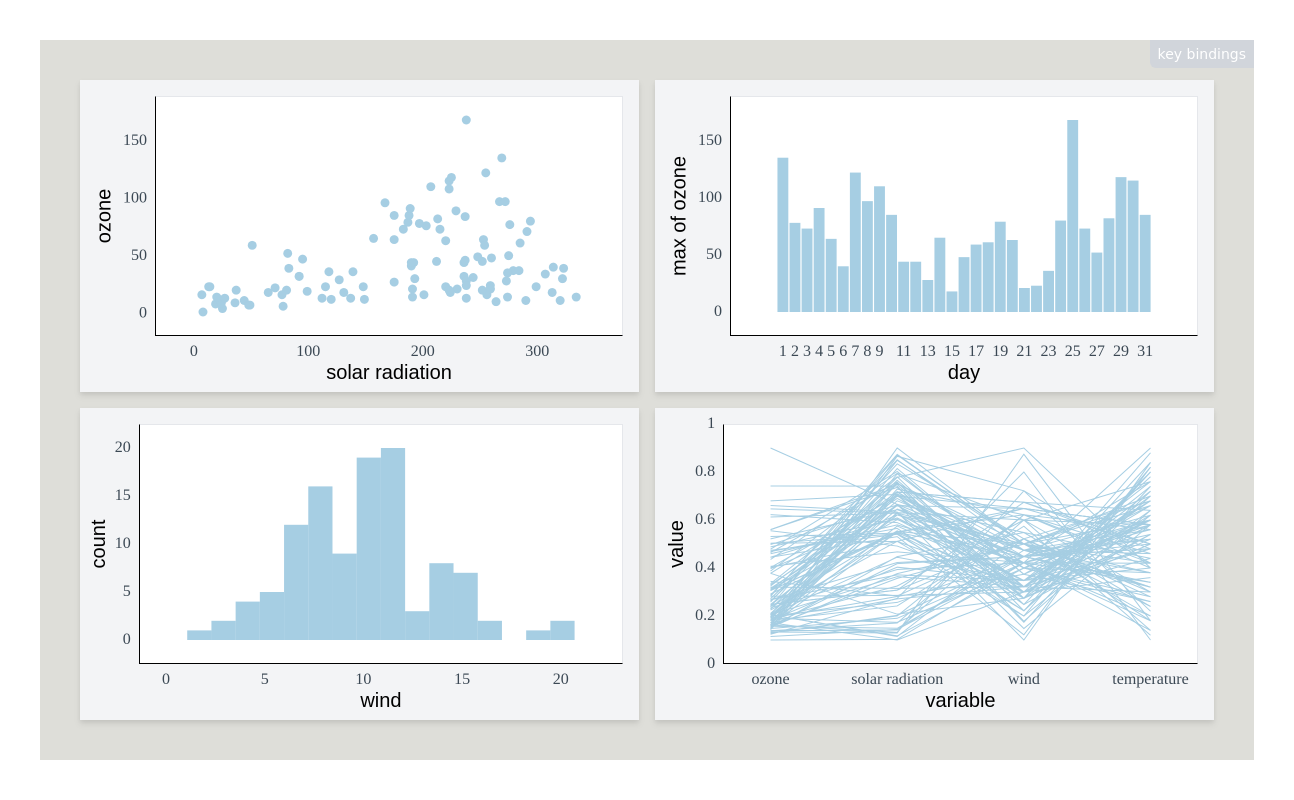 key bindings
150
100
50
0
ozone
0 100 200 300
solar radiation
150
100
50
0
max of ozone
1 2 3 4 5 6 7 8 9 11 13 15 17 19 21 23 25 27 29 31
day
20
15
10
5
0
count
0 5 10 15 20
wind
1
0.8
0.6
0.4
0.2
0
value
ozone solar radiation wind temperature
variable